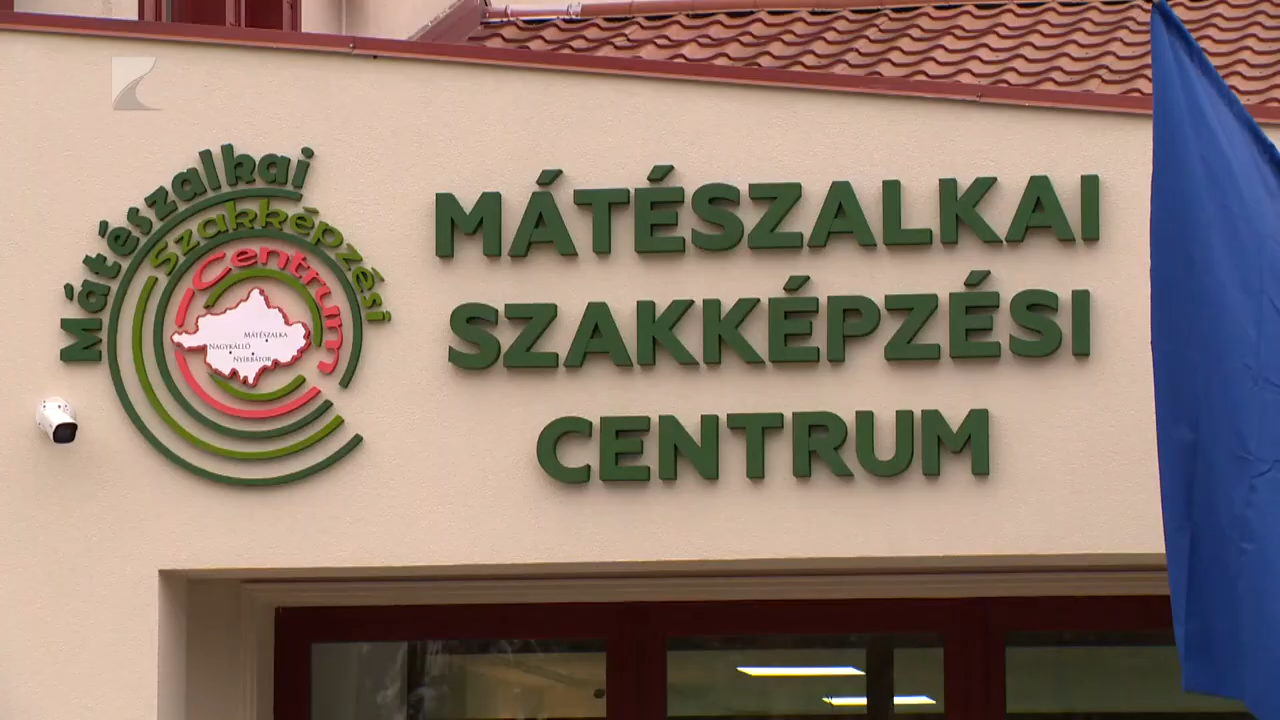 Mátészalkai
Szakképzési
Centrum
MÁTÉSZALKA
NAGYKÁLLÓ
NYÍRBÁTOR
MÁTÉSZALKAI
SZAKKÉPZÉSI
CENTRUM